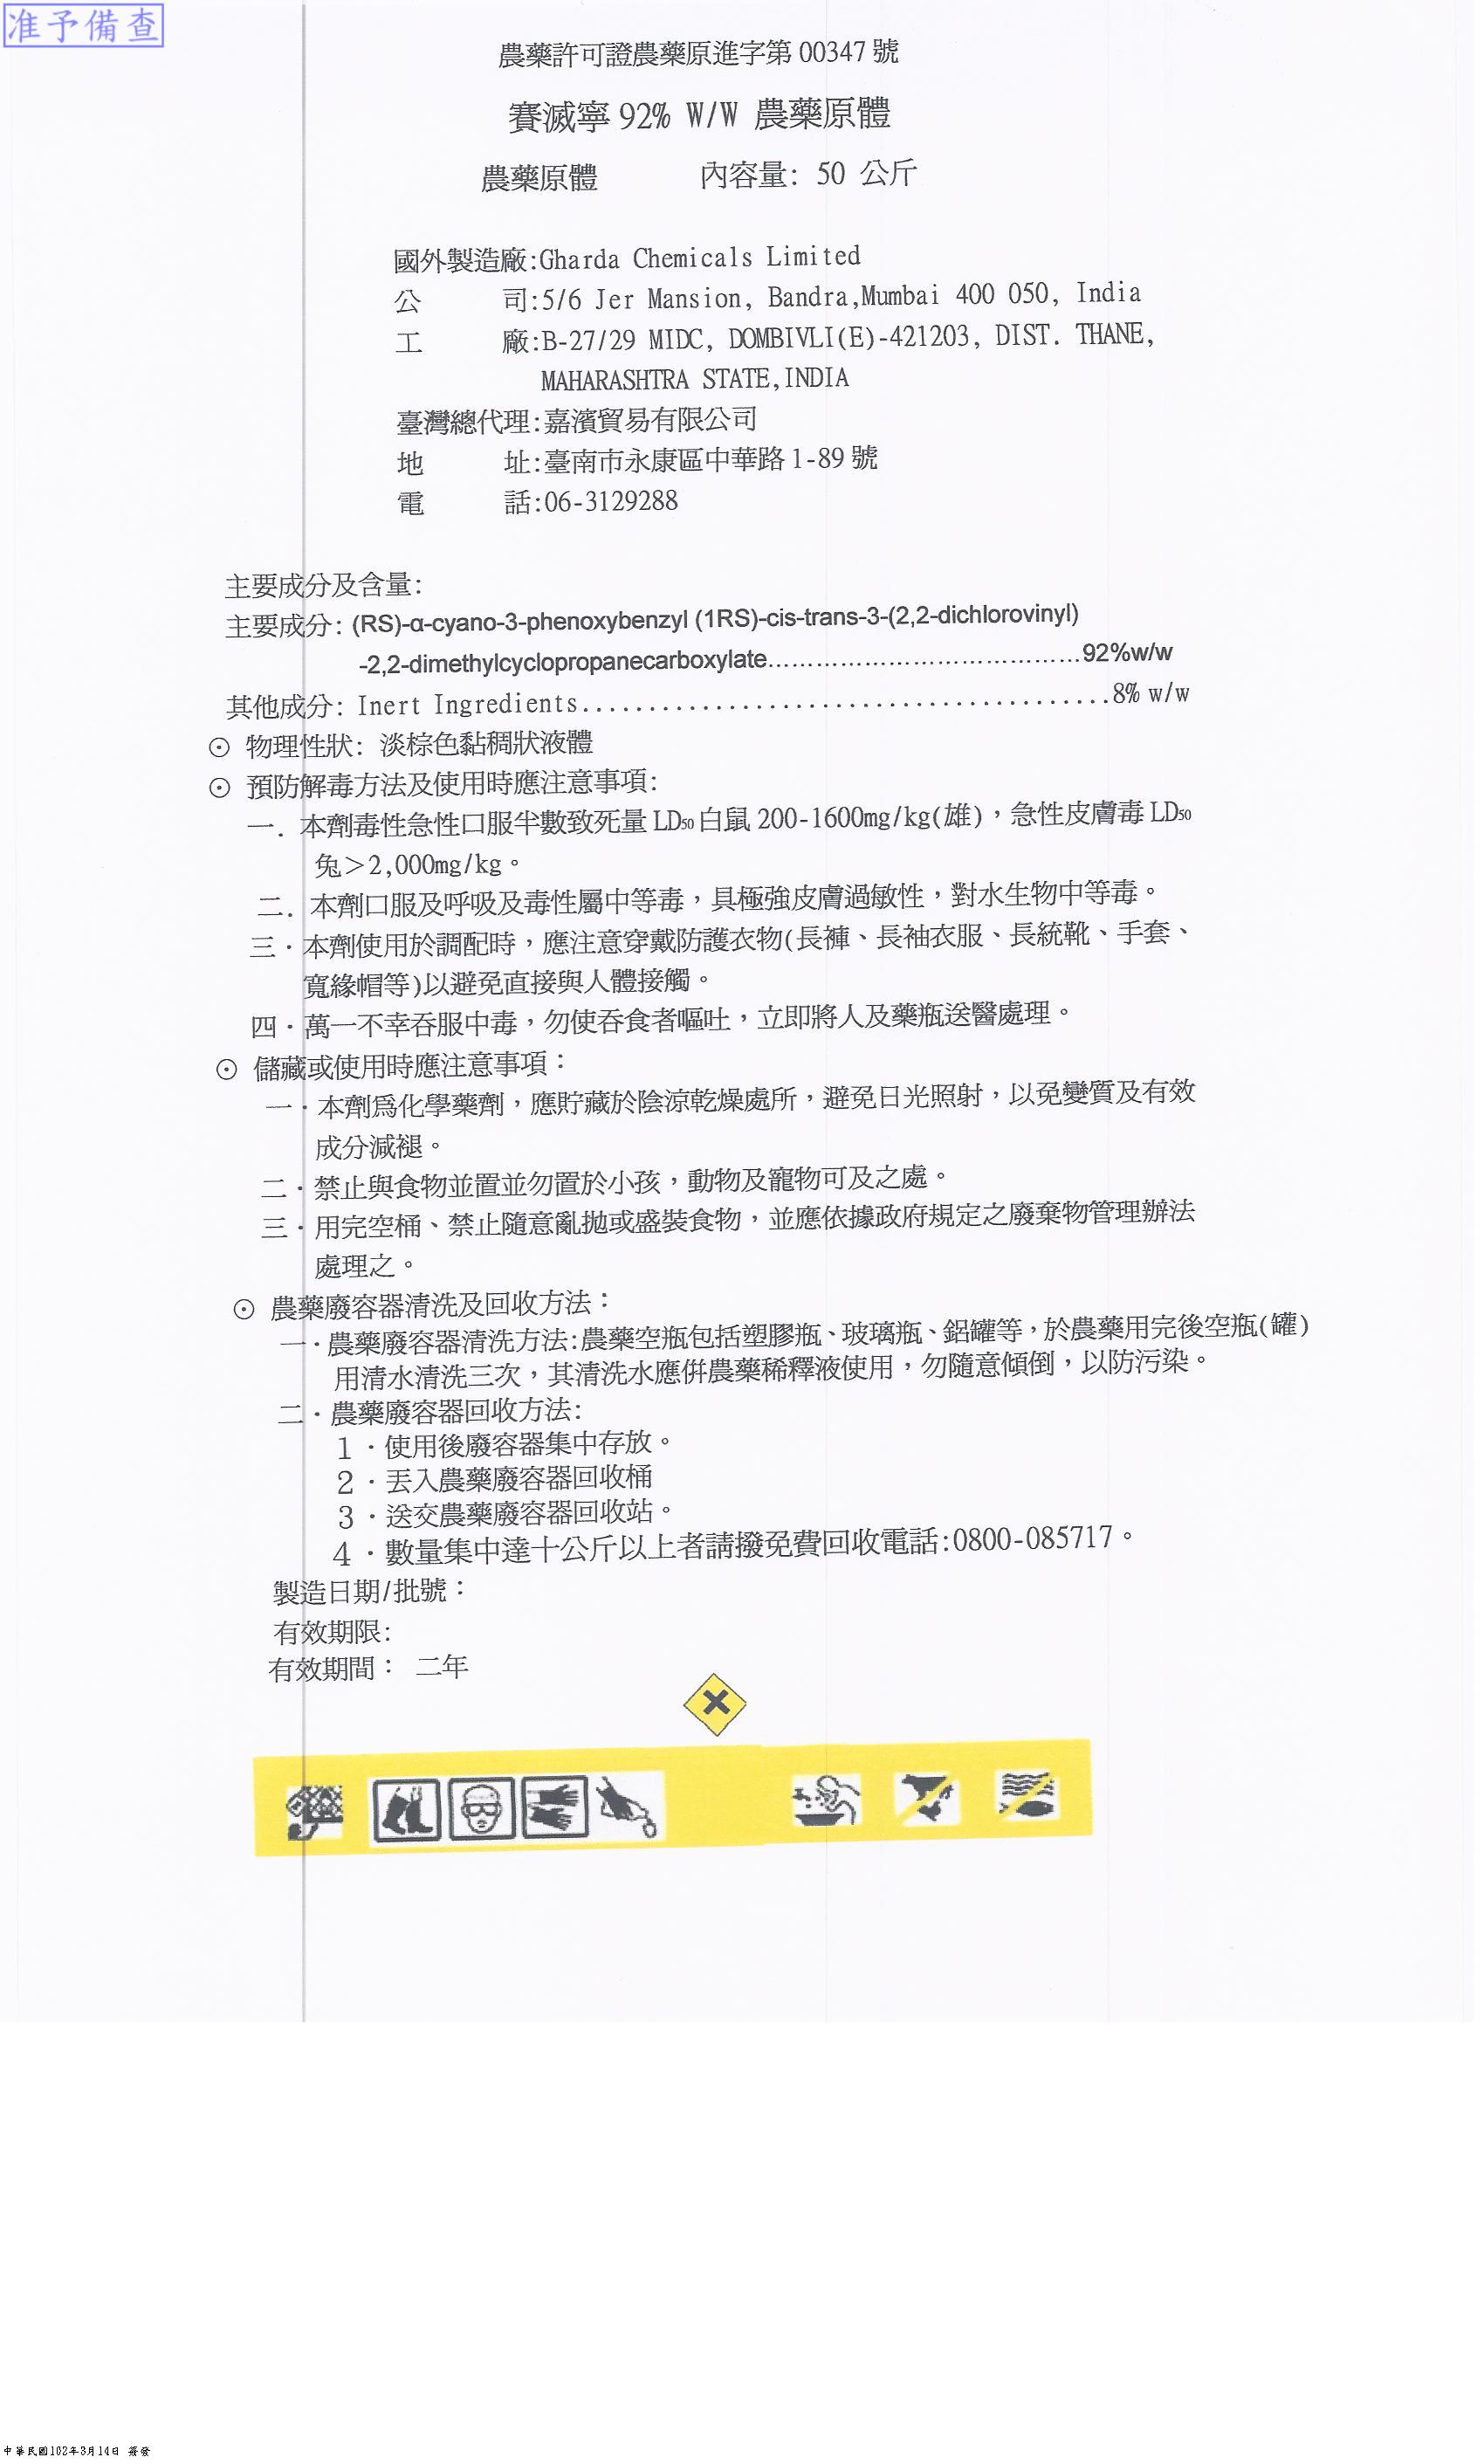 准予備查
農藥許可證農藥原進字第 00347 號
賽滅寧 92% W/W 農藥原體
農藥原體 內容量: 50 公斤
國外製造廠:Gharda Chemicals Limited
公 司:5/6 Jer Mansion, Bandra,Mumbai 400 050, India
工 廠:B-27/29 MIDC, DOMBIVLI(E)-421203, DIST. THANE,
MAHARASHTRA STATE,INDIA
臺灣總代理:嘉濱貿易有限公司
地 址:臺南市永康區中華路 1-89 號
電 話:06-3129288
主要成分及含量:
主要成分: (RS)-α-cyano-3-phenoxybenzyl (1RS)-cis-trans-3-(2,2-dichlorovinyl)
-2,2-dimethylcyclopropanecarboxylate.......................................92%w/w
其他成分: Inert Ingredients........................................8% w/w
⊙ 物理性狀: 淡棕色黏稠狀液體
⊙ 預防解毒方法及使用時應注意事項:
一. 本劑毒性急性口服半數致死量 LD50 白鼠 200-1600mg/kg(雄)，急性皮膚毒 LD50
兔＞2,000mg/kg。
二. 本劑口服及呼吸及毒性屬中等毒，具極強皮膚過敏性，對水生物中等毒。
三．本劑使用於調配時，應注意穿戴防護衣物(長褲、長袖衣服、長統靴、手套、
寬緣帽等)以避免直接與人體接觸。
四．萬一不幸吞服中毒，勿使吞食者嘔吐，立即將人及藥瓶送醫處理。
⊙ 儲藏或使用時應注意事項：
一．本劑為化學藥劑，應貯藏於陰涼乾燥處所，避免日光照射，以免變質及有效
成分減褪。
二．禁止與食物並置並勿置於小孩，動物及寵物可及之處。
三．用完空桶、禁止隨意亂拋或盛裝食物，並應依據政府規定之廢棄物管理辦法
處理之。
⊙ 農藥廢容器清洗及回收方法：
一．農藥廢容器清洗方法:農藥空瓶包括塑膠瓶、玻璃瓶、鋁罐等，於農藥用完後空瓶(罐)
用清水清洗三次，其清洗水應併農藥稀釋液使用，勿隨意傾倒，以防污染。
二．農藥廢容器回收方法:
１．使用後廢容器集中存放。
２．丟入農藥廢容器回收桶
３．送交農藥廢容器回收站。
４．數量集中達十公斤以上者請撥免費回收電話:0800-085717。
製造日期/批號：
有效期限:
有效期間： 二年
中華民國102年3月14日 簽發